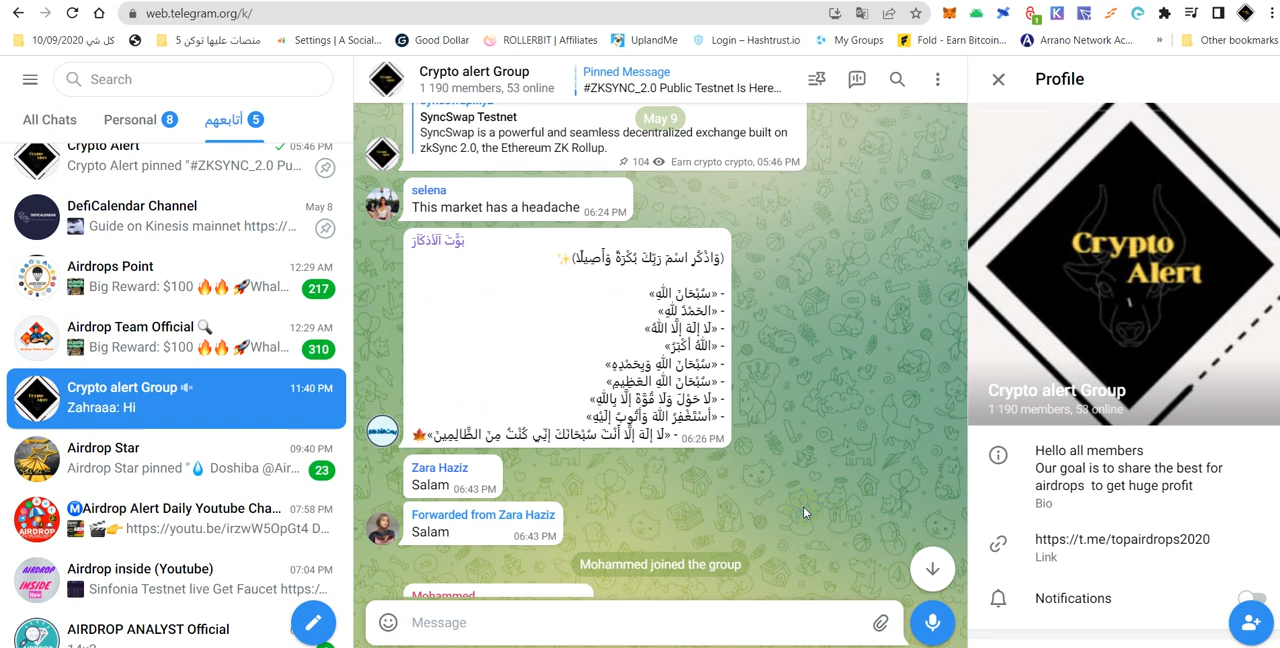 web.telegram.org/k/
كل شي 10/09/2020
منصات عليها توكن 5
Settings | A Social...
Good Dollar
ROLLERBIT | Affiliates
UplandMe
Login – Hashtrust.io
My Groups
Fold - Earn Bitcoin...
Arrano Network Ac...
»
Other bookmarks
Search
All Chats
Personal 8
أتابعهم 5
Crypto Alert 05:46 PM
Crypto Alert pinned "#ZKSYNC_2.0 Pu...
DefiCalendar Channel May 8
Guide on Kinesis mainnet https://...
Airdrops Point 12:29 AM
Big Reward: $100 🔥🔥 🚀Whal... 217
Airdrop Team Official 🔍 12:29 AM
Big Reward: $100 🔥🔥 🚀Whal... 310
Crypto alert Group 11:40 PM
Zahraaa: Hi
Airdrop Star 09:40 PM
Airdrop Star pinned "💧 Doshiba @Air... 23
Airdrop Alert Daily Youtube Cha... 07:58 PM
🎬👉 https://youtu.be/irzwW5OpGt4 D...
Airdrop inside (Youtube) 07:04 PM
Sinfonia Testnet live Get Faucet https:/...
AIRDROP ANALYST Official
Crypto alert Group
1 190 members, 53 online
Pinned Message
#ZKSYNC_2.0 Public Testnet Is Here...
May 9
SyncSwap Testnet
SyncSwap is a powerful and seamless decentralized exchange built on
zkSync 2.0, the Ethereum ZK Rollup.
104 Earn crypto crypto, 05:46 PM
selena
This market has a headache 06:24 PM
(وَاذْكُرِ اسْمَ رَبِّكَ بُكْرَةً وَأَصِيلًا)✨
- «سُبْحَانَ اللهِ»
- «الحَمْدُ للهِ»
- «لَا إِلَهَ إِلَّا اللهُ»
- «اللهُ أَكْبَرُ»
- «سُبْحَانَ اللهِ وَبِحَمْدِهِ»
- «سُبْحَانَ اللهِ العَظِيمِ»
- «لَا حَوْلَ وَلَا قُوَّةَ إِلَّا بِاللهِ»
- «أَسْتَغْفِرُ اللهَ وَأَتُوبُ إِلَيْهِ»
- «لَا إِلَهَ إِلَّا أَنْتَ سُبْحَانَكَ إِنِّي كُنْتُ مِنَ الظَّالِمِينَ»🍁 06:26 PM
Zara Haziz
Salam 06:43 PM
Forwarded from Zara Haziz
Salam 06:43 PM
Mohammed joined the group
Mohammed
Message
Profile
Crypto
Alert
Crypto alert Group
1 190 members, 53 online
Hello all members
Our goal is to share the best for
airdrops to get huge profit
Bio
https://t.me/topairdrops2020
Link
Notifications